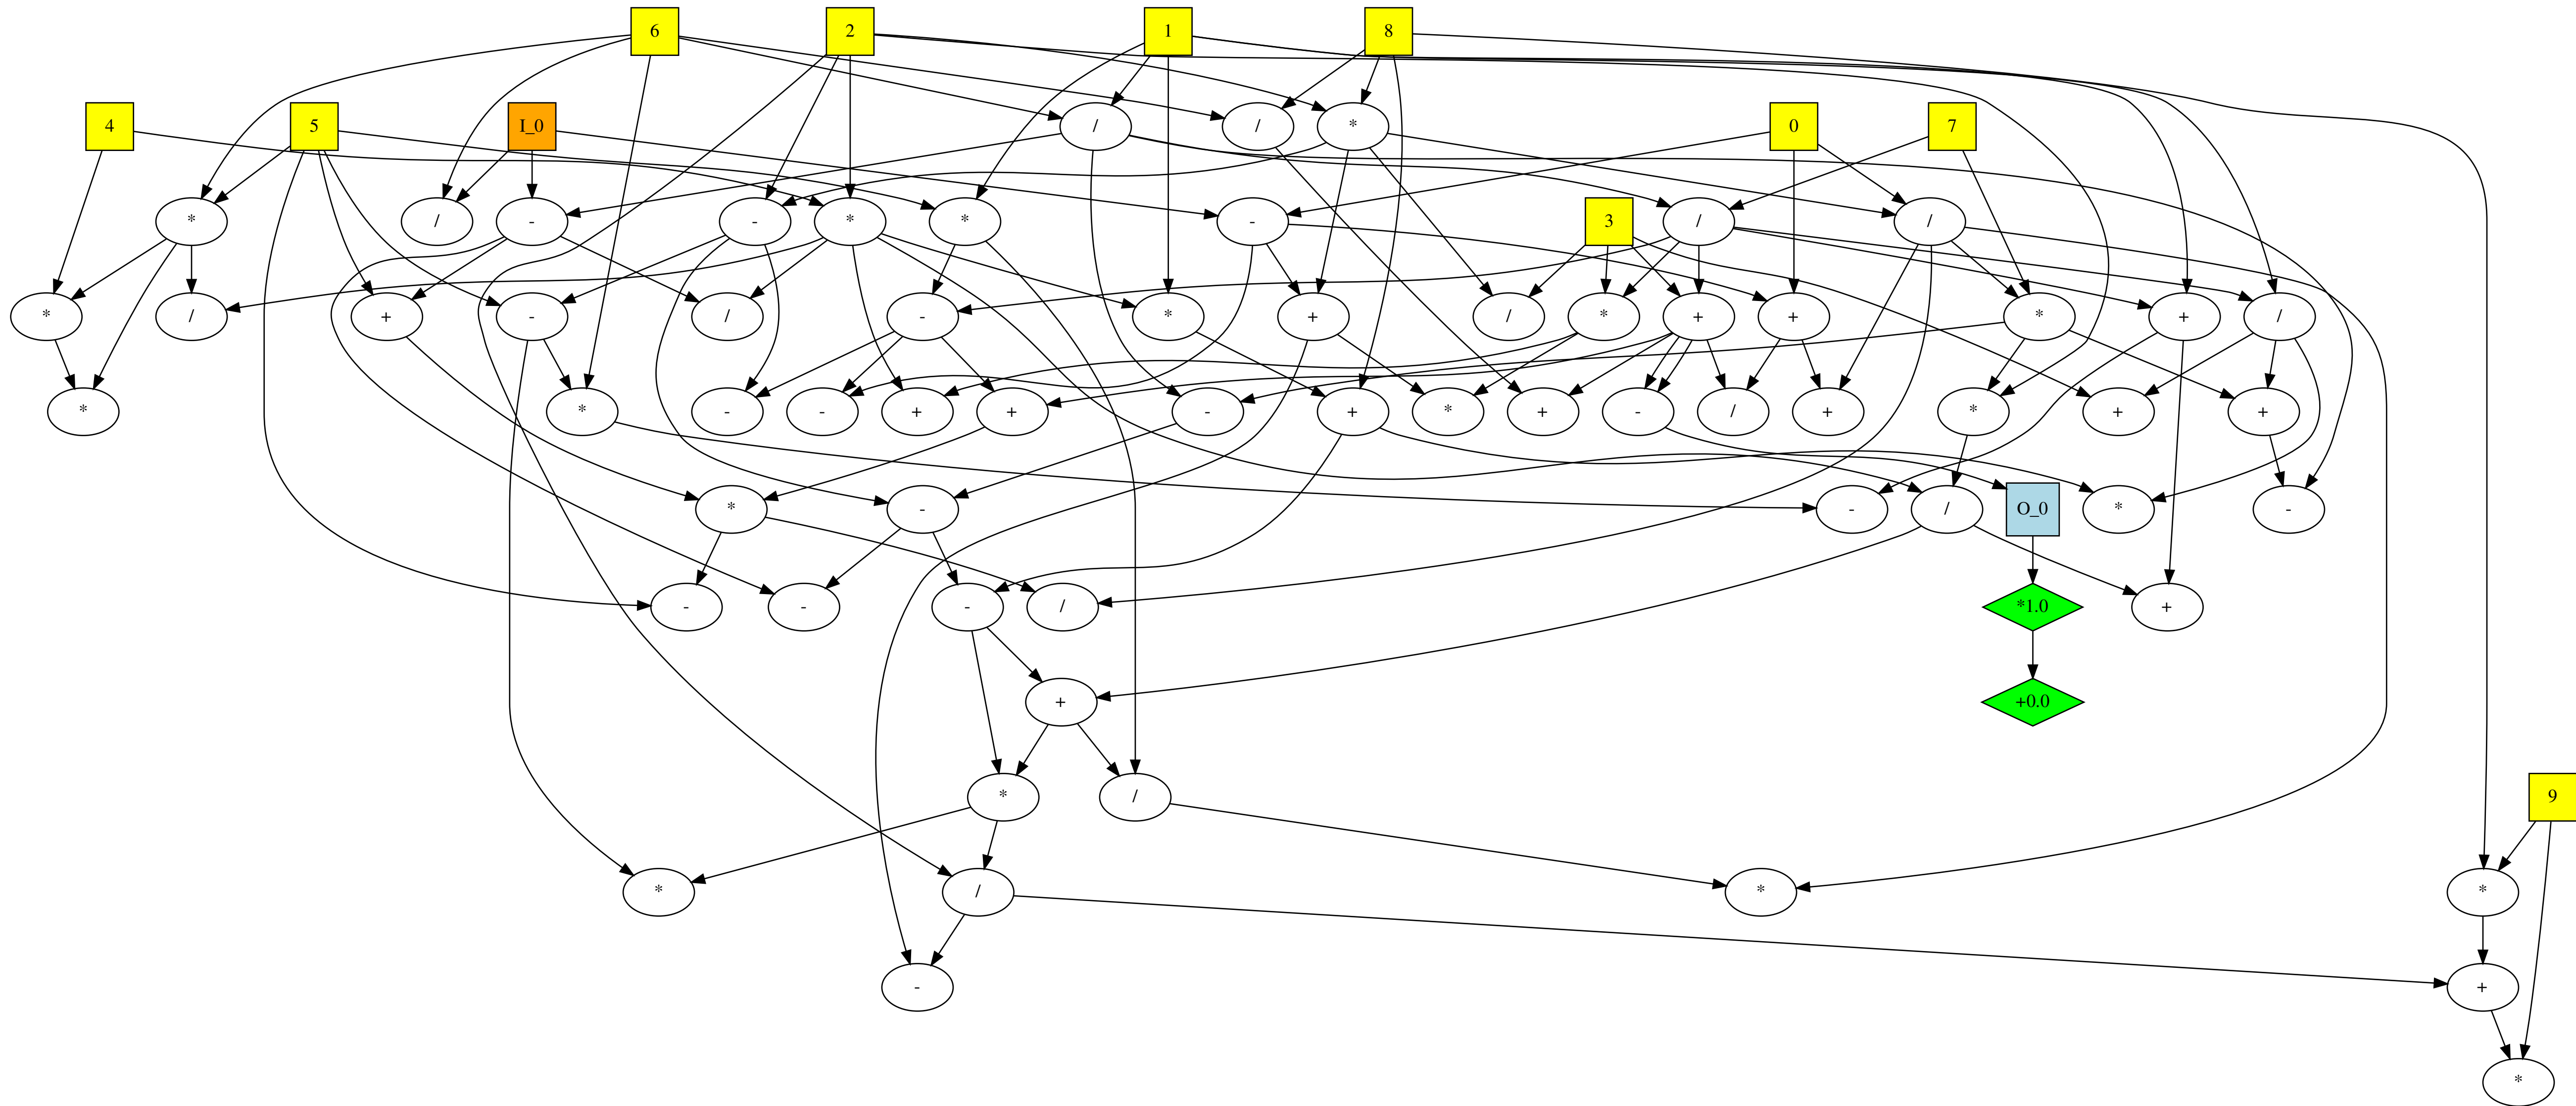 6 2 1 8
4 5 I_0 / / * 0 7
* / - - * * - 3 / /
* / + - / - * + / * + + * + /
* * - - + + - + * + - / + * + +
* - - / O_0 * -
- - - / *1.0 +
+ +0.0
* / 9
* / * *
- +
*